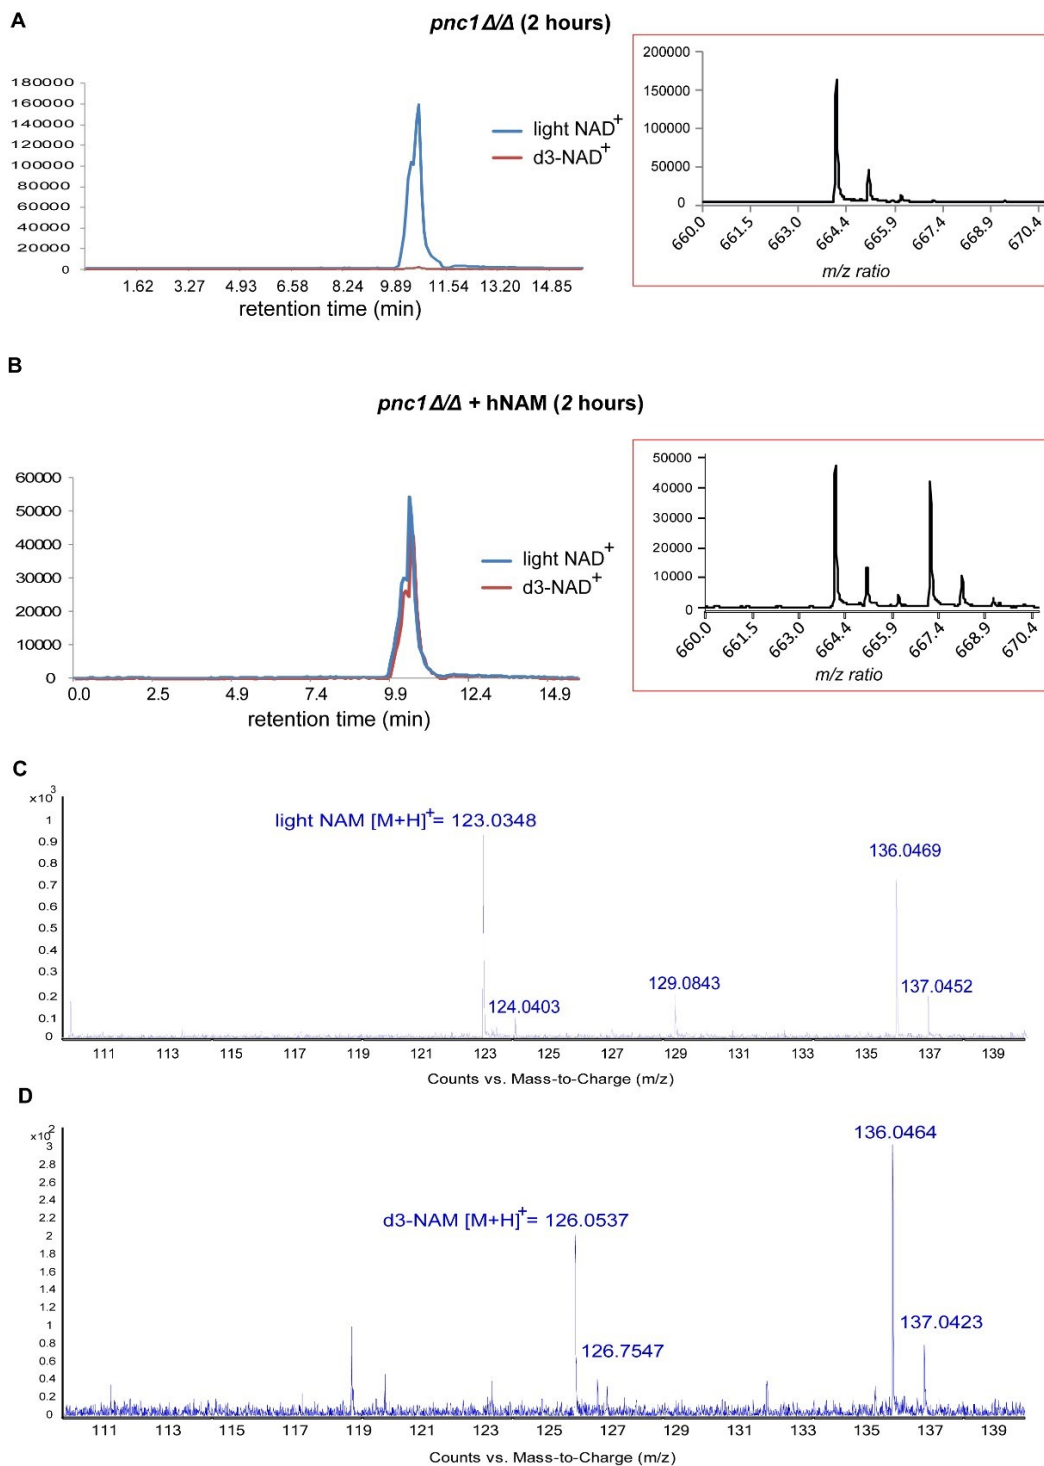 A
pnc1 Δ/Δ (2 hours)
180000
160000
140000
120000
100000
80000
60000
40000
20000
0
light NAD+
d3-NAD+
1.62 3.27 4.93 6.58 8.24 9.89 11.54 13.20 14.85
retention time (min)
200000
150000
100000
50000
0
660.0 661.5 663.0 664.4 665.9 667.4 668.9 670.4
m/z ratio
B
pnc1 Δ/Δ + hNAM (2 hours)
60000
50000
40000
30000
20000
10000
0
light NAD+
d3-NAD+
0.0 2.5 4.9 7.4 9.9 12.4 14.9
retention time (min)
50000
40000
30000
20000
10000
0
660.0 661.5 663.0 664.4 665.9 667.4 668.9 670.4
m/z ratio
C
x10 3
1
0.9
0.8
0.7
0.6
0.5
0.4
0.3
0.2
0.1
0
light NAM [M+H]+= 123.0348
136.0469
129.0843
137.0452
124.0403
111 113 115 117 119 121 123 125 127 129 131 133 135 137 139
Counts vs. Mass-to-Charge (m/z)
D
x10 2
3
2.8
2.6
2.4
2.2
2
1.8
1.6
1.4
1.2
1
0.8
0.6
0.4
0.2
0
136.0464
d3-NAM [M+H]+= 126.0537
137.0423
126.7547
111 113 115 117 119 121 123 125 127 129 131 133 135 137 139
Counts vs. Mass-to-Charge (m/z)